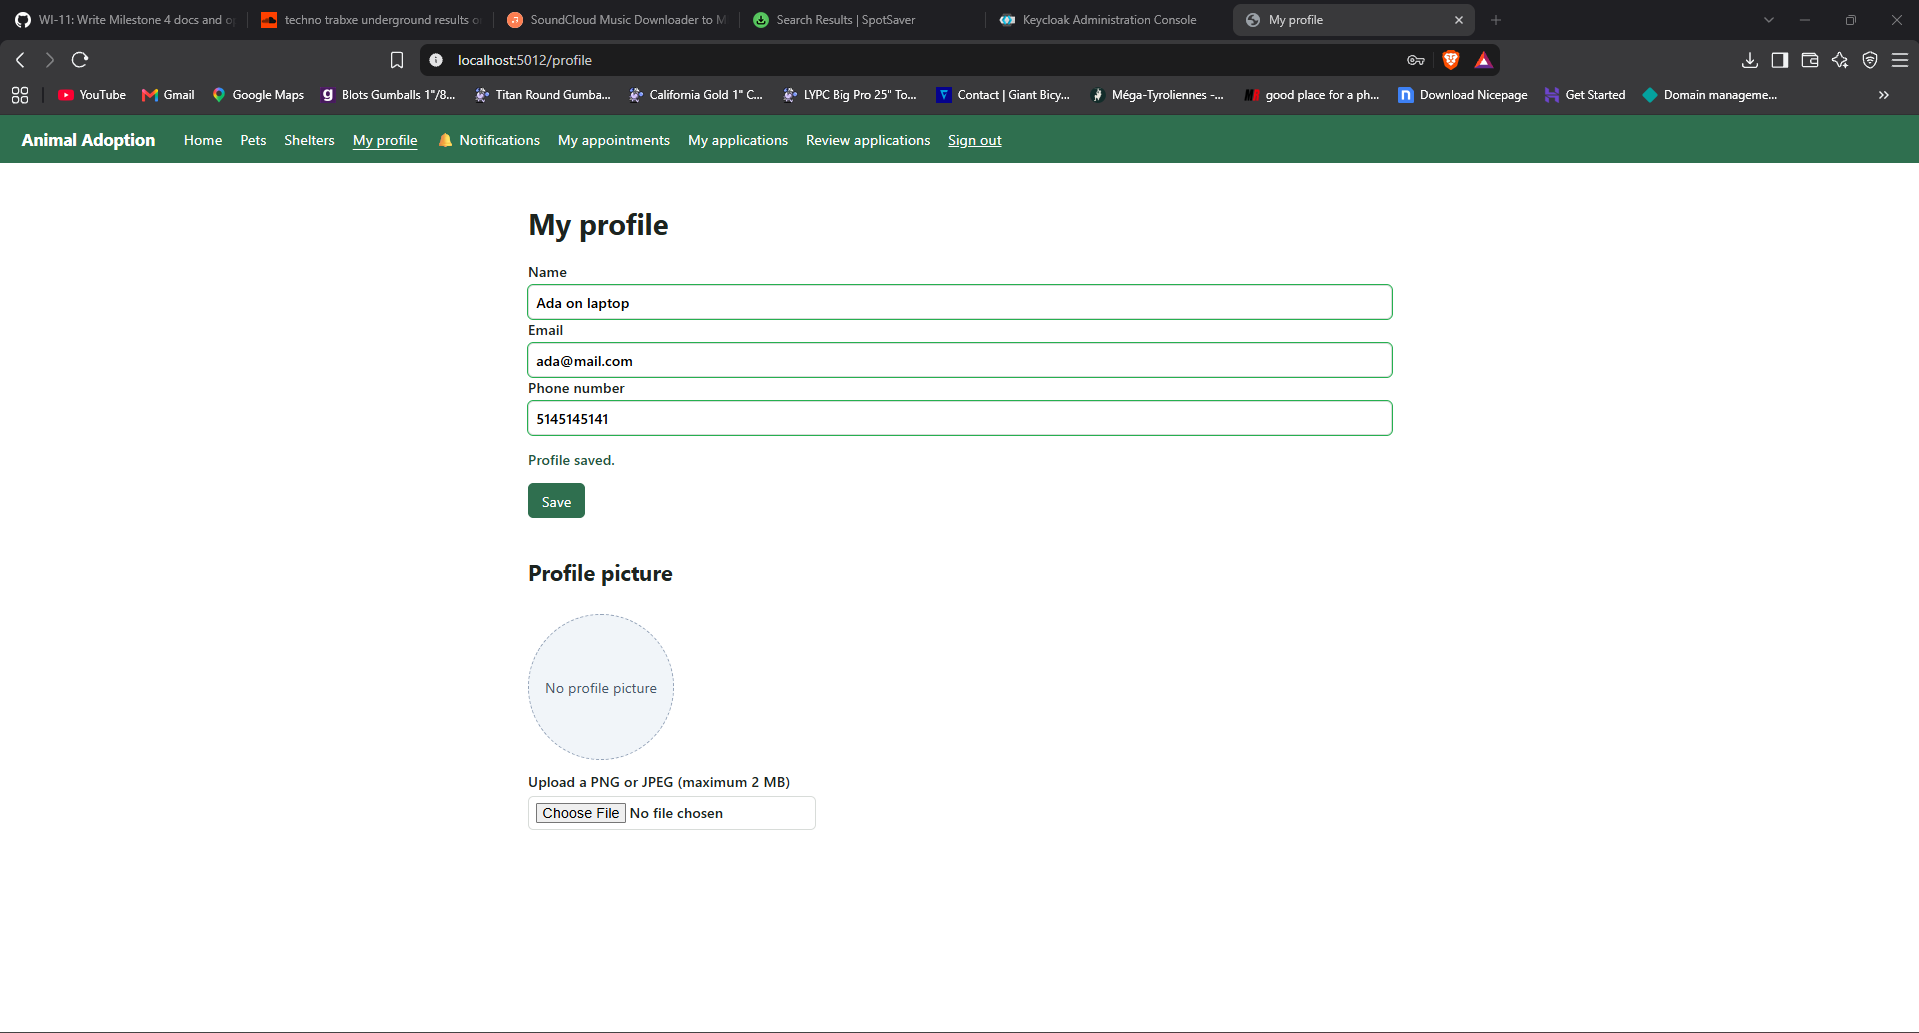 WI-11: Write Milestone 4 docs and op
techno trabxe underground results o
SoundCloud Music Downloader to M
Search Results | SpotSaver
Keycloak Administration Console
My profile
localhost:5012/profile
YouTube
Gmail
Google Maps
Blots Gumballs 1"/8...
Titan Round Gumba...
California Gold 1" C...
LYPC Big Pro 25" To...
Contact | Giant Bicy...
Méga-Tyroliennes -...
good place for a ph...
Download Nicepage
Get Started
Domain manageme...
Animal Adoption
Home
Pets
Shelters
My profile
Notifications
My appointments
My applications
Review applications
Sign out
My profile
Name
Ada on laptop
Email
ada@mail.com
Phone number
5145145141
Profile saved.
Save
Profile picture
No profile picture
Upload a PNG or JPEG (maximum 2 MB)
Choose File No file chosen